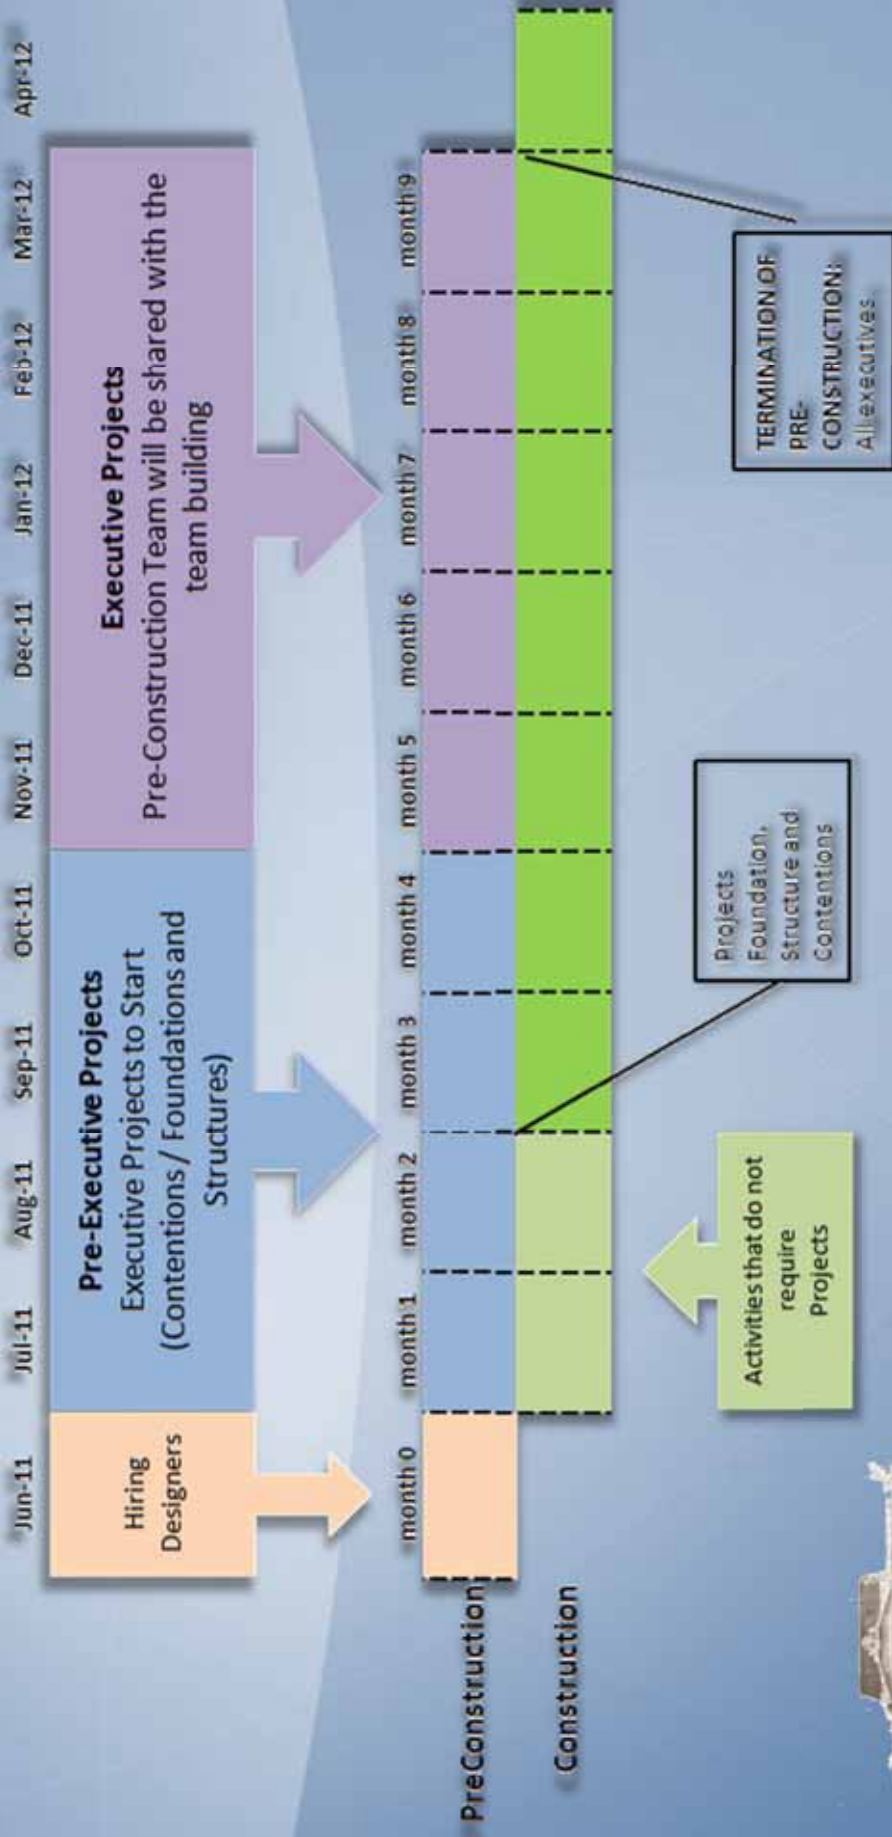 Jun-11 Jul-11 Aug-11 Sep-11 Oct-11 Nov-11 Dec-11 Jan-12 Feb-12 Mar-12 Apr-12
Hiring
Designers
Pre-Executive Projects
Executive Projects to Start
(Contentions / Foundations and
Structures)
Executive Projects
Pre-Construction Team will be shared with the
team building
month 0 month 1 month 2 month 3 month 4 month 5 month 6 month 7 month 8 month 9
PreConstruction
Construction
Activities that do not
require
Projects
Projects
Foundation,
Structure and
Contentions
TERMINATION OF
PRE-
CONSTRUCTION:
All executives